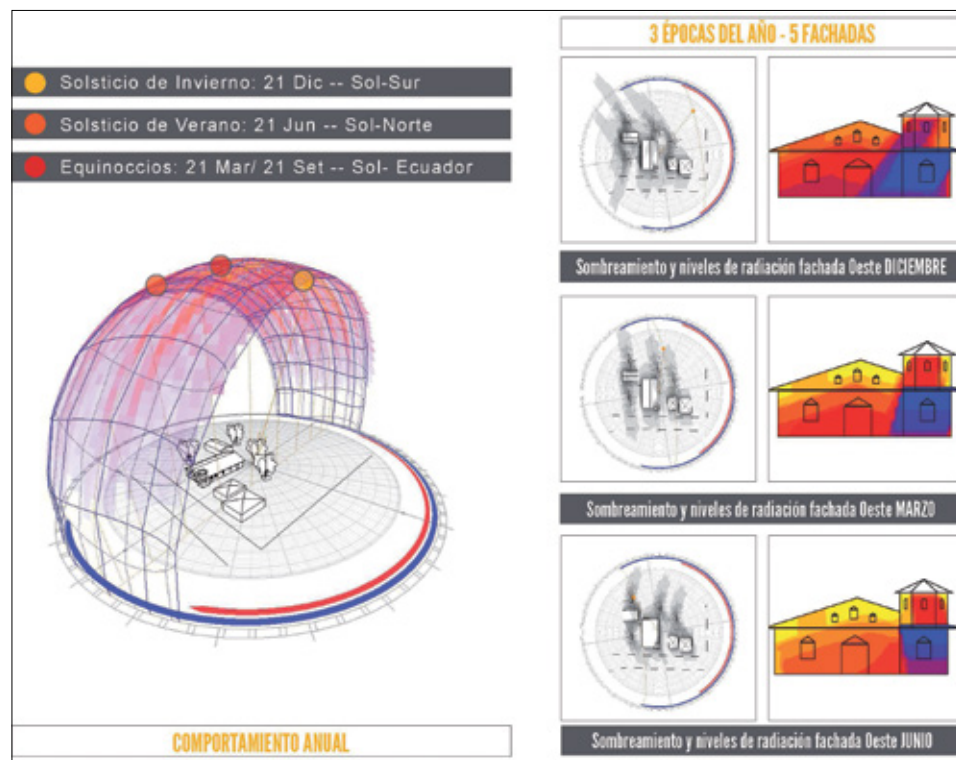 Solsticio de Invierno: 21 Dic -- Sol-Sur
Solsticio de Verano: 21 Jun -- Sol-Norte
Equinoccios: 21 Mar/ 21 Set -- Sol- Ecuador
COMPORTAMIENTO ANUAL
3 ÉPOCAS DEL AÑO - 5 FACHADAS
Sombreamiento y niveles de radiación fachada Oeste DICIEMBRE
Sombreamiento y niveles de radiación fachada Oeste MARZO
Sombreamiento y niveles de radiación fachada Oeste JUNIO